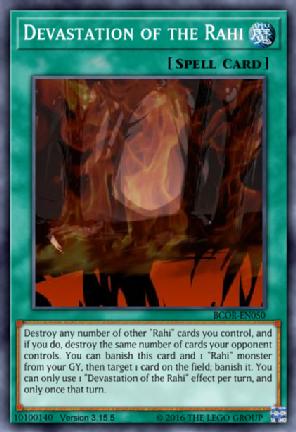 DEVASTATION OF THE RAHI
[SPELL CARD]
BCOR-EN050
Destroy any number of other "Rahi" cards you control, and
if you do, destroy the same number of cards your opponent
controls. You can banish this card and 1 "Rahi" monster
from your GY, then target 1 card on the field; banish it. You
can only use 1 "Devastation of the Rahi" effect per turn, and
only once that turn.
10100140 Version 3.15.5 ©2016 THE LEGO GROUP